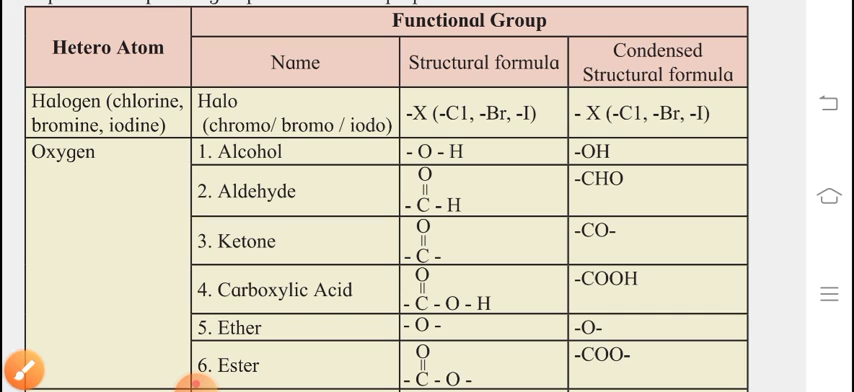 Functional Group
Hetero Atom
Name
Structural formula
Condensed
Structural formula
Halogen (chlorine,
bromine, iodine)
Halo
(chromo/ bromo / iodo)
-X (-C1, -Br, -I)
- X (-C1, -Br, -I)
Oxygen
1. Alcohol
- O - H
-OH
2. Aldehyde
O
||
- C - H
-CHO
3. Ketone
O
||
- C -
-CO-
4. Carboxylic Acid
O
||
- C - O - H
-COOH
5. Ether
- O -
-O-
6. Ester
O
||
- C - O -
-COO-